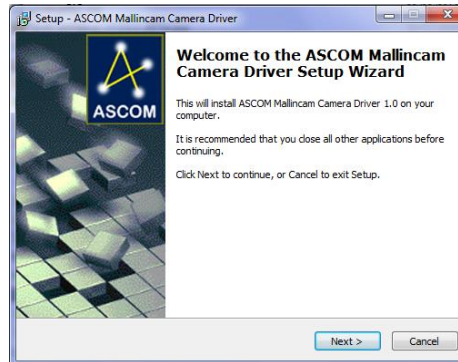 Setup - ASCOM Mallincam Camera Driver
ASCOM
Welcome to the ASCOM Mallincam
Camera Driver Setup Wizard
This will install ASCOM Mallincam Camera Driver 1.0 on your
computer.
It is recommended that you close all other applications before
continuing.
Click Next to continue, or Cancel to exit Setup.
Next >
Cancel